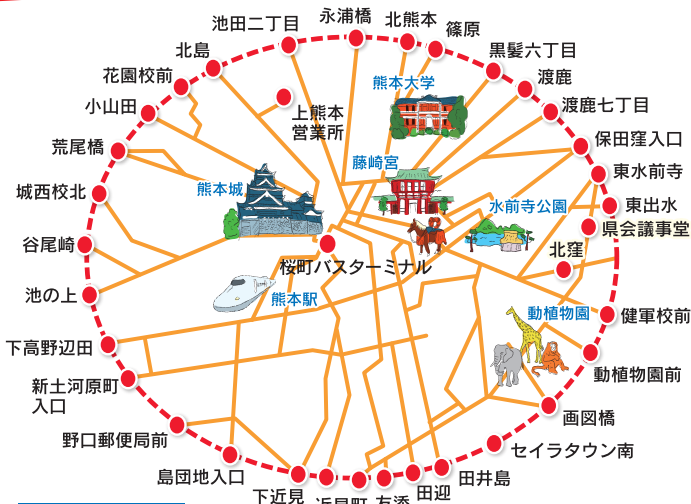 永浦橋
北熊本
池田二丁目
篠原
北島
黒髪六丁目
花園校前
熊本大学
渡鹿
小山田
上熊本
営業所
渡鹿七丁目
荒尾橋
保田窪入口
藤崎宮
東水前寺
城西校北
熊本城
水前寺公園
東出水
県会議事堂
谷尾崎
北窪
桜町バスターミナル
池の上
熊本駅
動植物園
健軍校前
下高野辺田
動植物園前
新土河原町
入口
画図橋
野口郵便局前
セイラタウン南
島団地入口
田井島
田迎
下近見